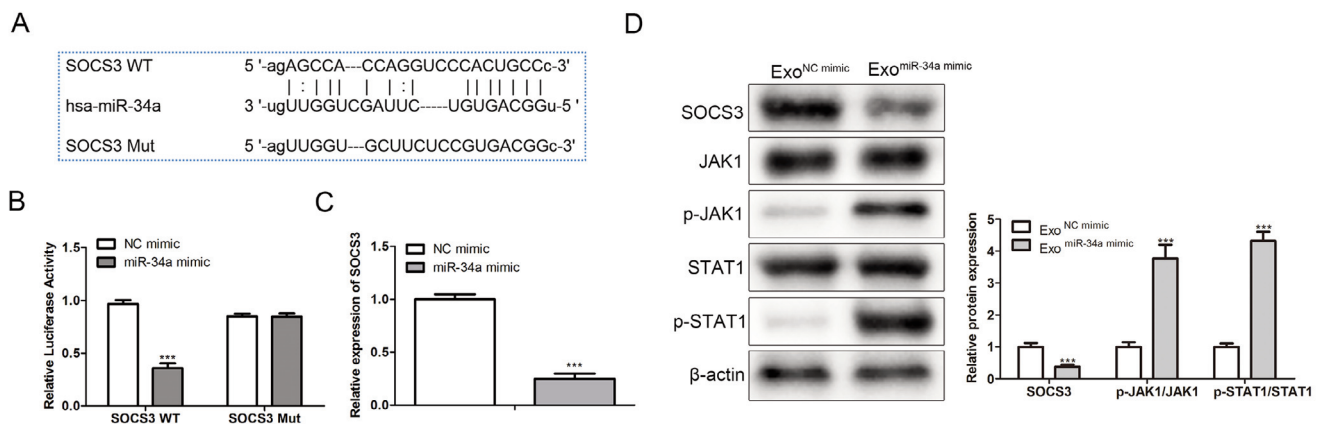 A
SOCS3 WT 5 '-agAGCCA---CCAGGUCCCACUGCCc-3'
| : | | | | | : | | | | | | | |
hsa-miR-34a 3 '-ugUUGGUCGAUUC-----UGUGACGGu-5 '
SOCS3 Mut 5 '-agUUGGU---GCUUCUCCGUGACGGc-3'
B
Relative Luciferase Activity
1.5
1.0
0.5
0.0
NC mimic
miR-34a mimic
***
SOCS3 WT SOCS3 Mut
C
Relative expression of SOCS3
1.5
1.0
0.5
0.0
NC mimic
miR-34a mimic
***
D
Exo NC mimic Exo miR-34a mimic
SOCS3
JAK1
p-JAK1
STAT1
p-STAT1
β-actin
Relative protein expression
5
4
3
2
1
0
Exo NC mimic
Exo miR-34a mimic
***
***
***
SOCS3 p-JAK1/JAK1 p-STAT1/STAT1